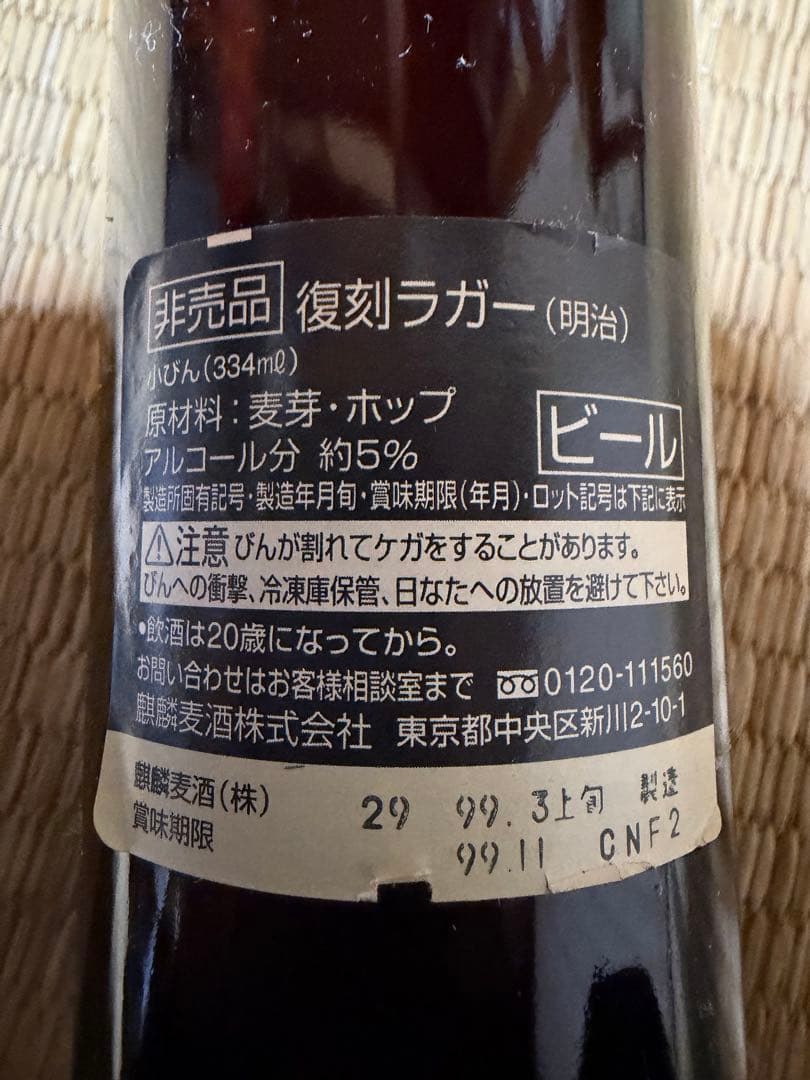 非売品 復刻ラガー(明治)
小びん(334mℓ)
原材料:麦芽・ホップ
アルコール分 約5% ビール
製造所固有記号・製造年月旬・賞味期限(年月)・ロット記号は下記に表示
⚠注意 びんが割れてケガをすることがあります。
びんへの衝撃、冷凍庫保管、日なたへの放置を避けて下さい。
•飲酒は20歳になってから。
お問い合わせはお客様相談室まで 0120-111560
麒麟麦酒株式会社 東京都中央区新川2-10-1
麒麟麦酒(株) 29 99.3上旬 製造
賞味期限 99.11 CNF2